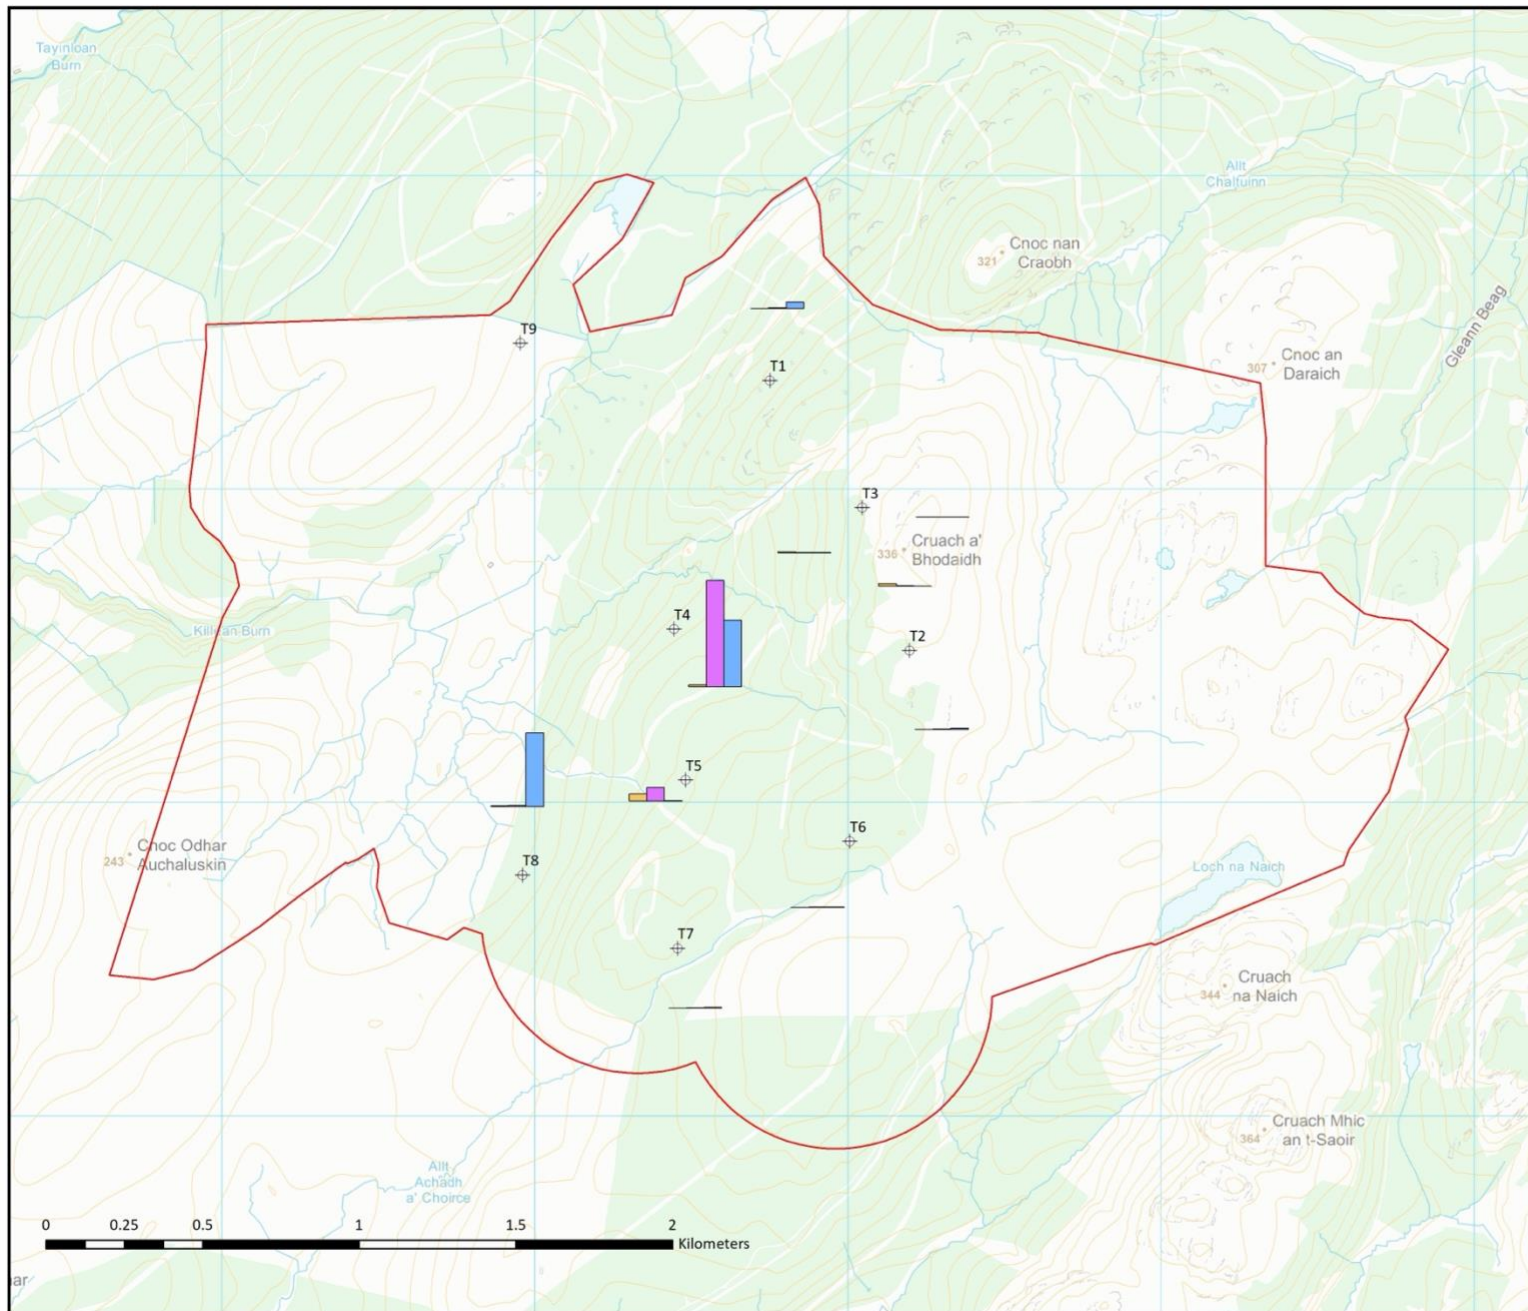 Tayinloan
Burn
Allt
Chaltuinn
Cnoc nan
Craobh
321
Gleann Beag
T9
Cnoc an
Daraich
307
T1
T3
Cruach a'
Bhodaidh
336
Killean Burn
T4
T2
T5
T6
Cnoc Odhar
Auchaluskin
243
Loch na Naich
T8
T7
Cruach
na Naich
344
Cruach Mhic
an t-Saoir
364
Allt
Achadh
a' Choirce
0 0.25 0.5 1 1.5 2
Kilometers
ar